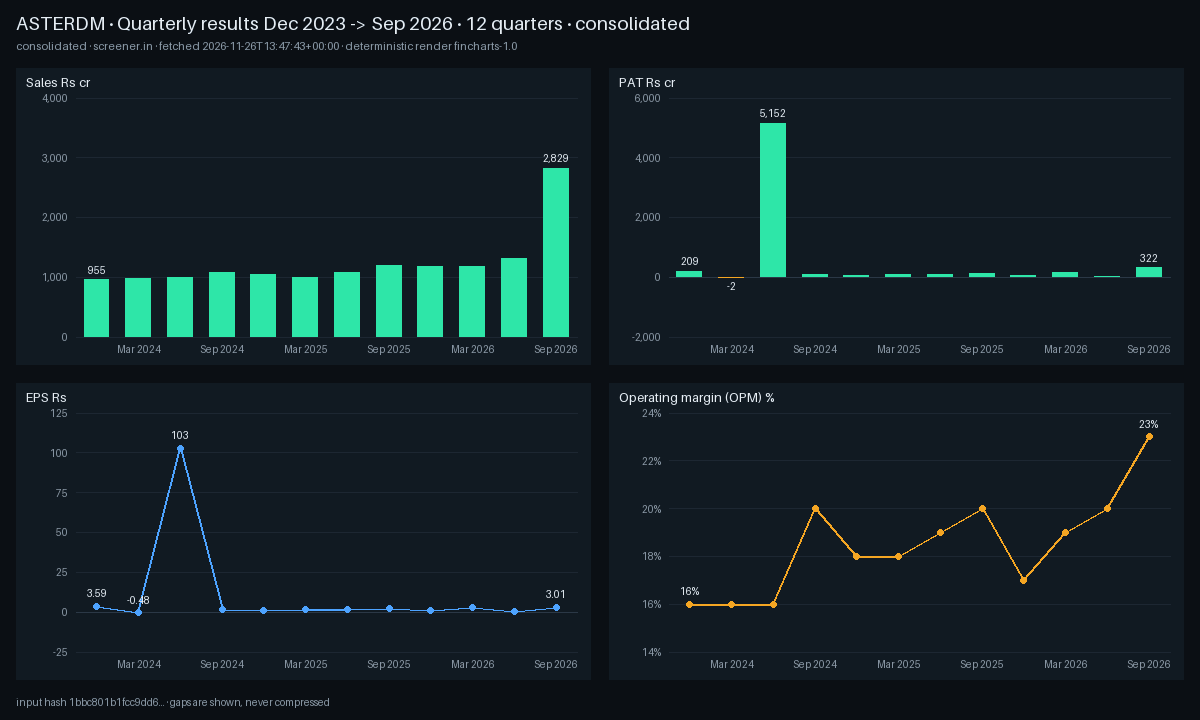 ASTERDM · Quarterly results Dec 2023 -> Sep 2026 · 12 quarters · consolidated
consolidated · screener.in · fetched 2026-11-26T13:47:43+00:00 · deterministic render fincharts-1.0
Sales Rs cr
4,000
3,000
2,000
1,000
0
955
2,829
Mar 2024
Sep 2024
Mar 2025
Sep 2025
Mar 2026
Sep 2026
PAT Rs cr
6,000
4,000
2,000
0
-2,000
209
-2
5,152
322
Mar 2024
Sep 2024
Mar 2025
Sep 2025
Mar 2026
Sep 2026
EPS Rs
125
100
75
50
25
0
-25
3.59
-0.48
103
3.01
Mar 2024
Sep 2024
Mar 2025
Sep 2025
Mar 2026
Sep 2026
Operating margin (OPM) %
24%
22%
20%
18%
16%
14%
16%
23%
Mar 2024
Sep 2024
Mar 2025
Sep 2025
Mar 2026
Sep 2026
input hash 1bbc801b1fcc9dd6… · gaps are shown, never compressed